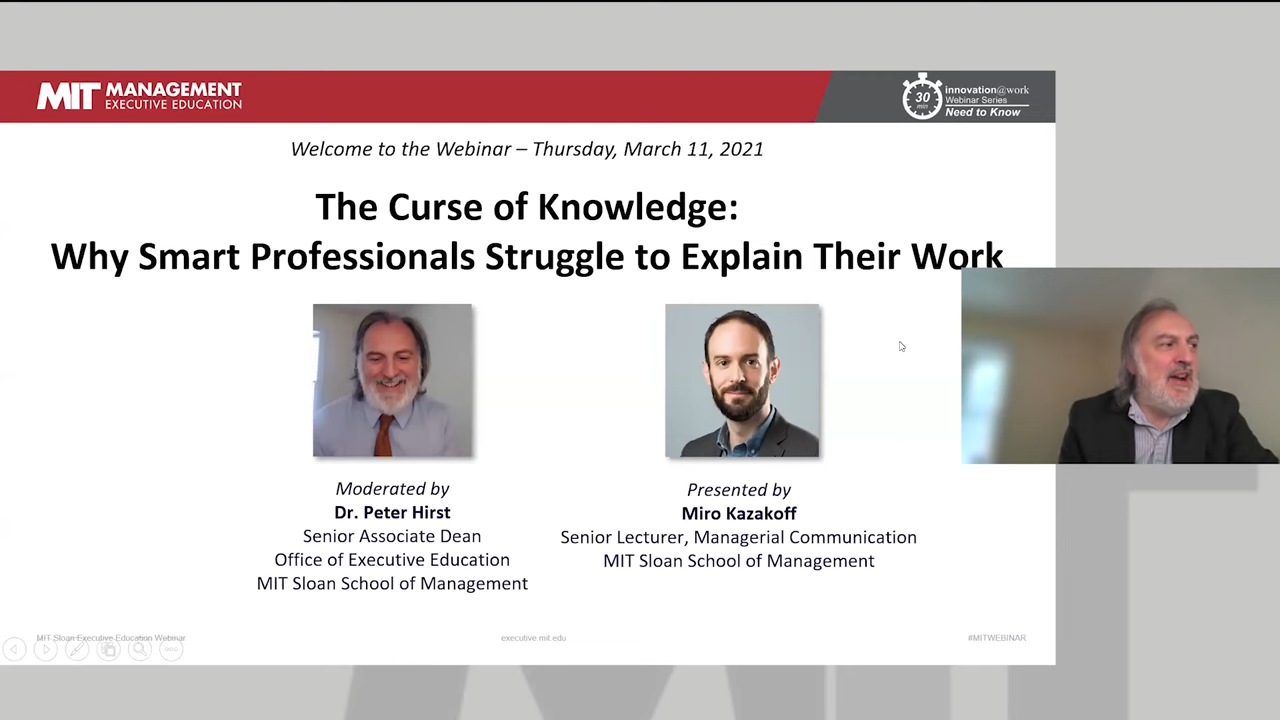 MIT MANAGEMENT
EXECUTIVE EDUCATION
30
min
innovation@work
Webinar Series
Need to Know
Welcome to the Webinar – Thursday, March 11, 2021
The Curse of Knowledge:
Why Smart Professionals Struggle to Explain Their Work
Moderated by
Dr. Peter Hirst
Senior Associate Dean
Office of Executive Education
MIT Sloan School of Management
Presented by
Miro Kazakoff
Senior Lecturer, Managerial Communication
MIT Sloan School of Management
MIT Sloan Executive Education Webinar
executive.mit.edu
#MITWEBINAR
MIT